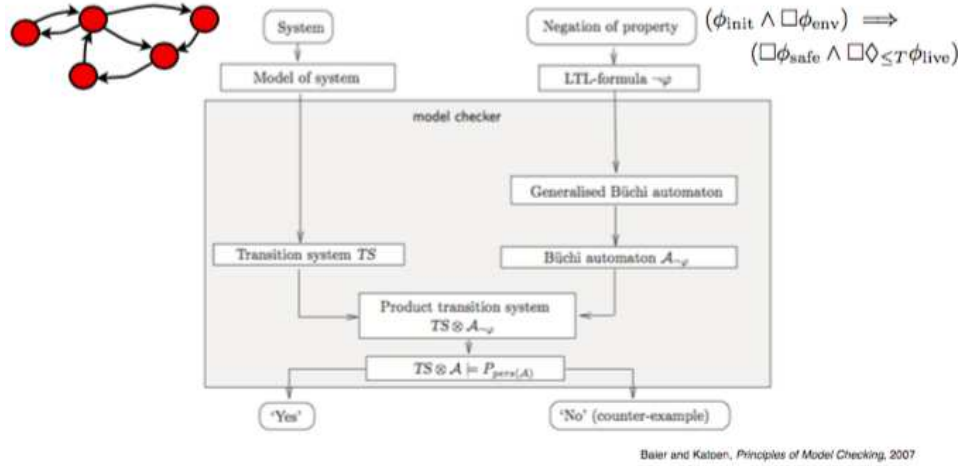 System
Negation of property
(ϕ_init ∧ □ϕ_env) ⟹
(□ϕ_safe ∧ □◊_≤T ϕ_live)
Model of system
LTL-formula ¬φ
model checker
Generalised Büchi automaton
Transition system TS
Büchi automaton 𝒜_¬φ
Product transition system
TS ⊗ 𝒜_¬φ
TS ⊗ 𝒜 ⊨ P_pers(𝒜)
'Yes'
'No' (counter-example)
Baier and Katoen, Principles of Model Checking, 2007